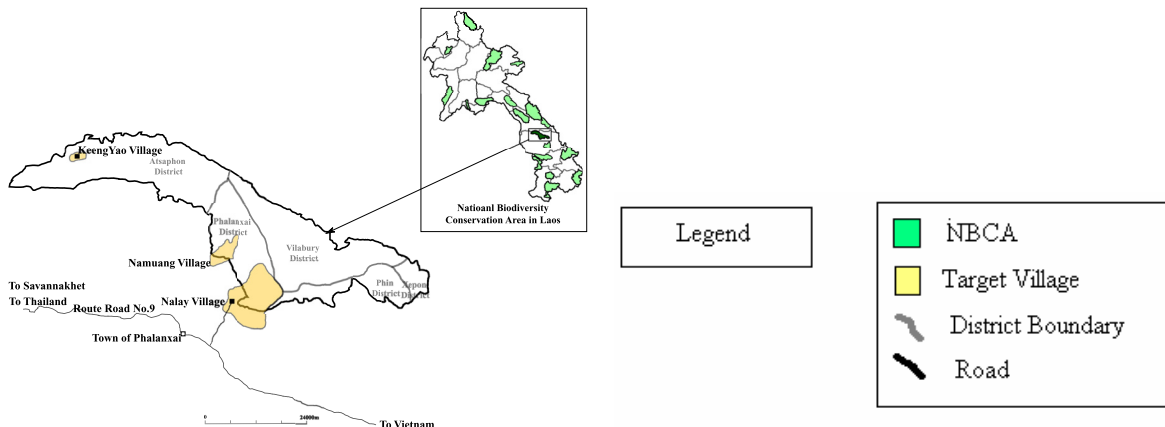 KeengYao Village
Atsaphon
District
Phalanxai
District
Vilabury
District
Namuang Village
Phin
District
Xepon
District
To Savannakhet
To Thailand
Route Road No.9
Nalay Village
Town of Phalanxai
0
24000m
To Vietnam
Natioanl Biodiversity
Conservation Area in Laos
Legend
NBCA
Target Village
District Boundary
Road